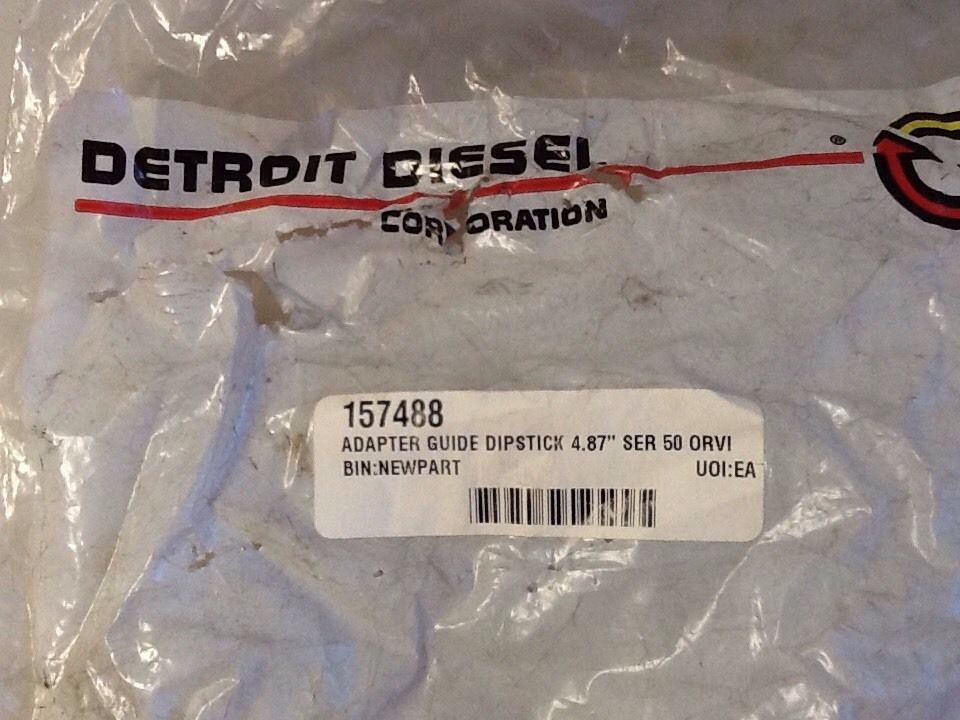 DETROIT DIESEL ®
CORPORATION
157488
ADAPTER GUIDE DIPSTICK 4.87" SER 50 ORVI
BIN:NEWPART UOI:EA